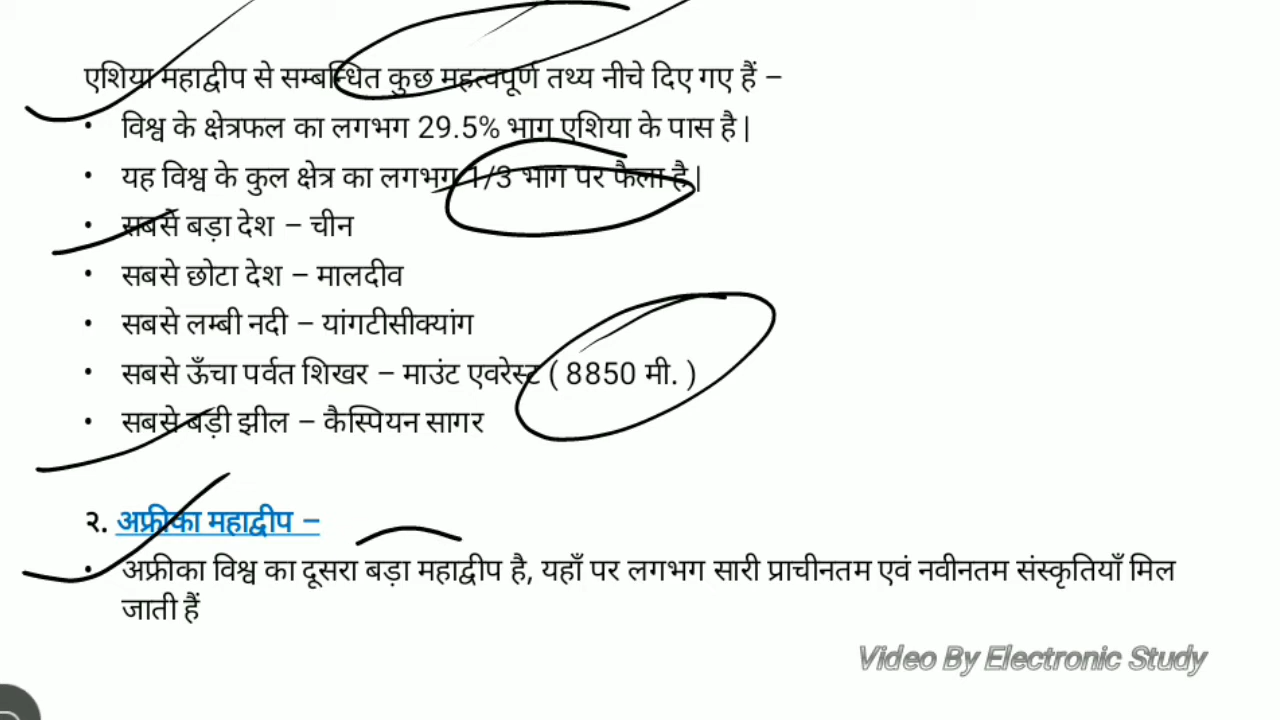 एशिया महाद्वीप से सम्बन्धित कुछ महत्वपूर्ण तथ्य नीचे दिए गए हैं –
• विश्व के क्षेत्रफल का लगभग 29.5% भाग एशिया के पास है |
• यह विश्व के कुल क्षेत्र का लगभग 1/3 भाग पर फैला है |
• सबसे बड़ा देश – चीन
• सबसे छोटा देश – मालदीव
• सबसे लम्बी नदी – यांगटीसीक्यांग
• सबसे ऊँचा पर्वत शिखर – माउंट एवरेस्ट ( 8850 मी. )
• सबसे बड़ी झील – कैस्पियन सागर
२. अफ्रीका महाद्वीप –
• अफ्रीका विश्व का दूसरा बड़ा महाद्वीप है, यहाँ पर लगभग सारी प्राचीनतम एवं नवीनतम संस्कृतियाँ मिल
जाती हैं
Video By Electronic Study